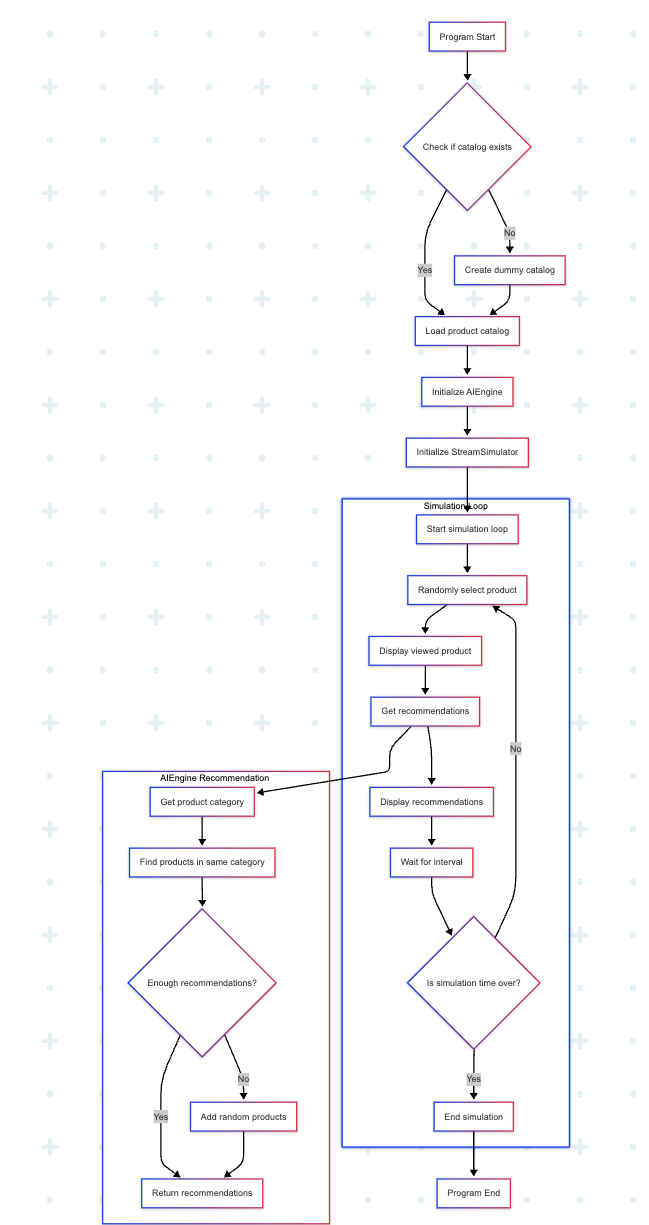 Program Start
Check if catalog exists
No
Yes
Create dummy catalog
Load product catalog
Initialize AIEngine
Initialize StreamSimulator
Simulation Loop
Start simulation loop
Randomly select product
Display viewed product
Get recommendations
No
AIEngine Recommendation
Get product category
Display recommendations
Find products in same category
Wait for interval
Enough recommendations?
Is simulation time over?
No
Yes
Yes
Add random products
End simulation
Return recommendations
Program End